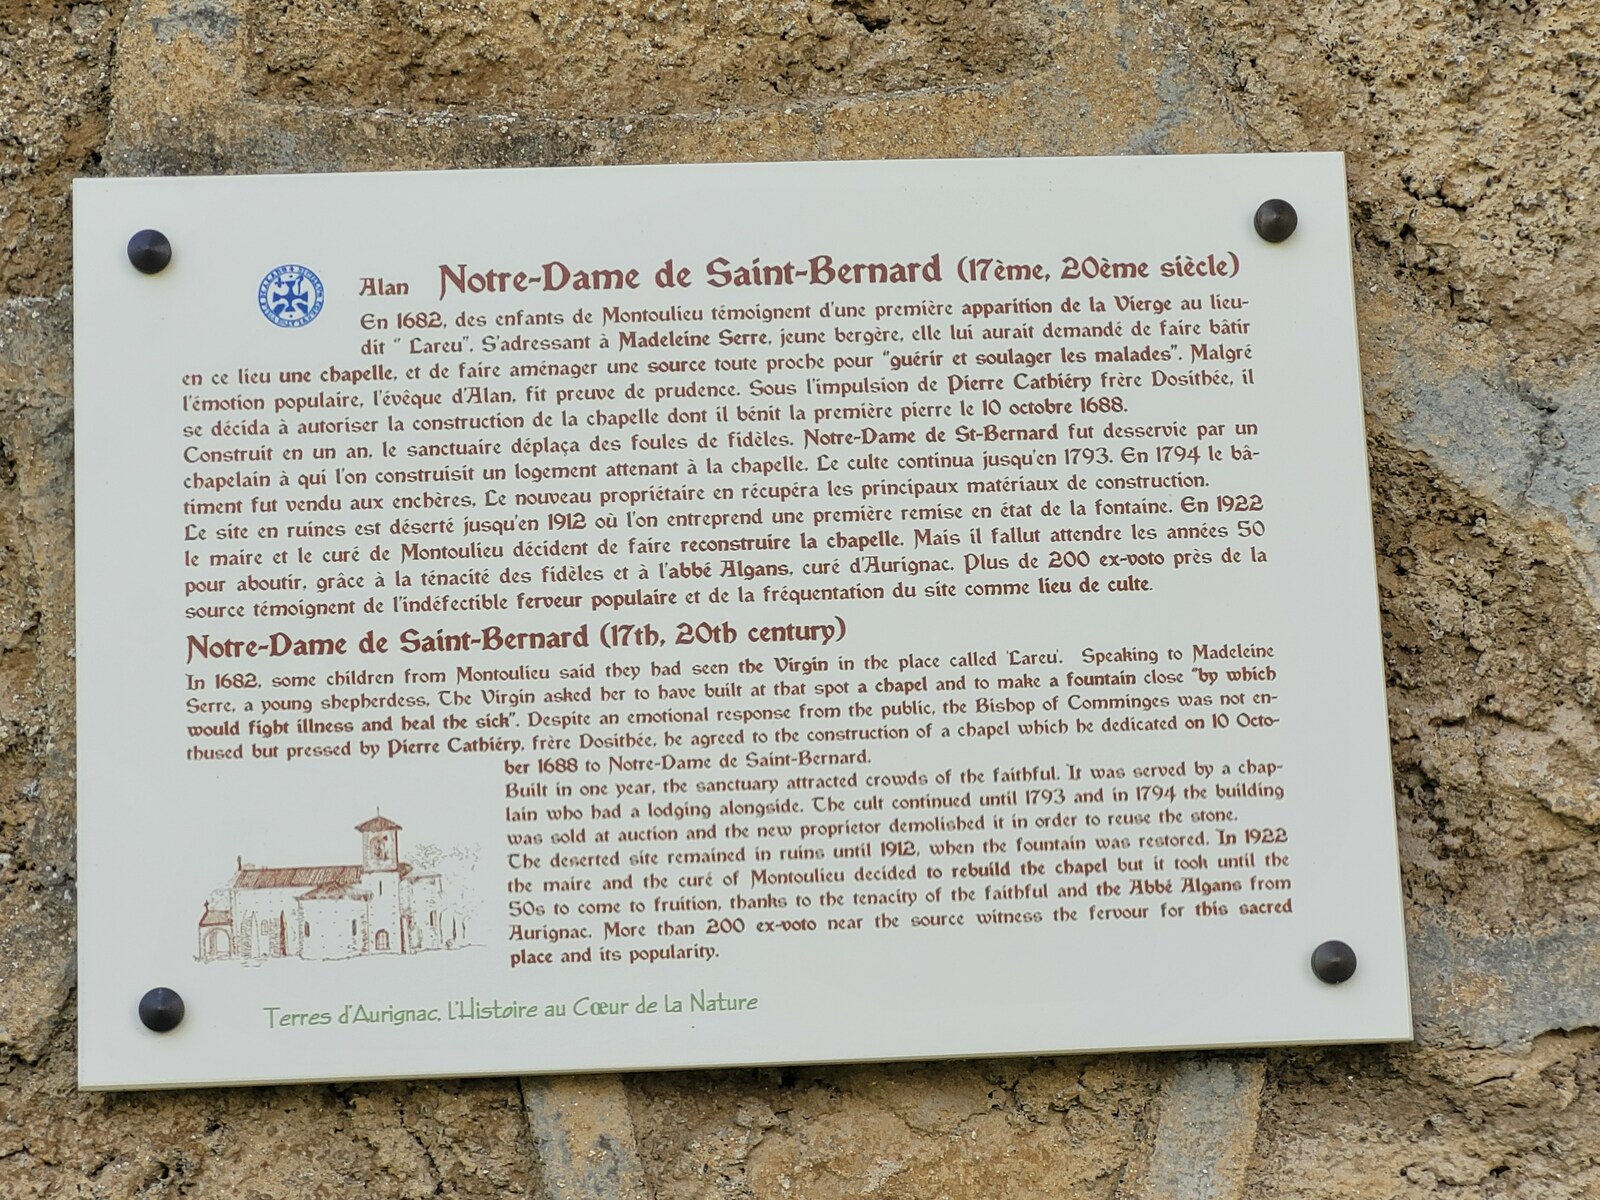 Alan Notre-Dame de Saint-Bernard (17ème, 20ème siècle)
En 1682, des enfants de Montoulieu témoignent d'une première apparition de la Vierge au lieu-
dit " Lareu". S'adressant à Madeleine Serre, jeune bergère, elle lui aurait demandé de faire bâtir
en ce lieu une chapelle, et de faire aménager une source toute proche pour "guérir et soulager les malades". Malgré
l'émotion populaire, l'évêque d'Alan, fit preuve de prudence. Sous l'impulsion de Pierre Cathiéry frère Dosithée, il
se décida à autoriser la construction de la chapelle dont il bénit la première pierre le 10 octobre 1688.
Construit en un an, le sanctuaire déplaça des foules de fidèles. Notre-Dame de St-Bernard fut desservie par un
chapelain à qui l'on construisit un logement attenant à la chapelle. Le culte continua jusqu'en 1793. En 1794 le bâ-
timent fut vendu aux enchères, Le nouveau propriétaire en récupéra les principaux matériaux de construction.
Le site en ruines est déserté jusqu'en 1912 où l'on entreprend une première remise en état de la fontaine. En 1922
le maire et le curé de Montoulieu décident de faire reconstruire la chapelle. Mais il fallut attendre les années 50
pour aboutir, grâce à la ténacité des fidèles et à l'abbé Algans, curé d'Aurignac. Plus de 200 ex-voto près de la
source témoignent de l'indéfectible ferveur populaire et de la fréquentation du site comme lieu de culte.
Notre-Dame de Saint-Bernard (17th, 20th century)
In 1682, some children from Montoulieu said they had seen the Virgin in the place called 'Lareu'. Speaking to Madeleine
Serre, a young shepherdess, The Virgin asked her to have built at that spot a chapel and to make a fountain close "by which
would fight illness and heal the sick". Despite an emotional response from the public, the Bishop of Comminges was not en-
thused but pressed by Pierre Cathiéry, frère Dosithée, he agreed to the construction of a chapel which he dedicated on 10 Octo-
ber 1688 to Notre-Dame de Saint-Bernard.
Built in one year, the sanctuary attracted crowds of the faithful. It was served by a chap-
lain who had a lodging alongside. The cult continued until 1793 and in 1794 the building
was sold at auction and the new proprietor demolished it in order to reuse the stone.
The deserted site remained in ruins until 1912, when the fountain was restored. In 1922
the maire and the curé of Montoulieu decided to rebuild the chapel but it took until the
50s to come to fruition, thanks to the tenacity of the faithful and the Abbé Algans from
Aurignac. More than 200 ex-voto near the source witness the fervour for this sacred
place and its popularity.
Terres d'Aurignac, l'Histoire au Cœur de La Nature